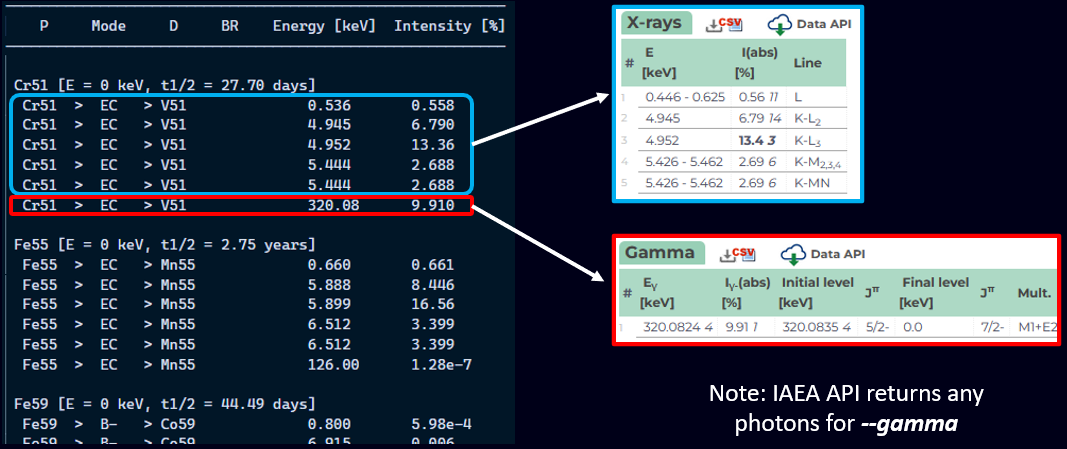 P Mode D BR Energy [keV] Intensity [%]
Cr51 [E = 0 keV, t1/2 = 27.70 days]
Cr51 > EC > V51 0.536 0.558
Cr51 > EC > V51 4.945 6.790
Cr51 > EC > V51 4.952 13.36
Cr51 > EC > V51 5.444 2.688
Cr51 > EC > V51 5.444 2.688
Cr51 > EC > V51 320.08 9.910
Fe55 [E = 0 keV, t1/2 = 2.75 years]
Fe55 > EC > Mn55 0.660 0.661
Fe55 > EC > Mn55 5.888 8.446
Fe55 > EC > Mn55 5.899 16.56
Fe55 > EC > Mn55 6.512 3.399
Fe55 > EC > Mn55 6.512 3.399
Fe55 > EC > Mn55 126.00 1.28e-7
Fe59 [E = 0 keV, t1/2 = 44.49 days]
Fe59 > B- > Co59 0.800 5.98e-4
Fe59 > B- > Co59 6.915 0.006
X-rays CSV Data API
# E [keV] I(abs) [%] Line
1 0.446 - 0.625 0.56 11 L
2 4.945 6.79 14 K-L2
3 4.952 13.4 3 K-L3
4 5.426 - 5.462 2.69 6 K-M2,3,4
5 5.426 - 5.462 2.69 6 K-MN
Gamma CSV Data API
# Eγ [keV] Iγ-(abs) [%] Initial level [keV] Jπ Final level [keV] Jπ Mult.
1 320.0824 4 9.91 1 320.0835 4 5/2- 0.0 7/2- M1+E2
Note: IAEA API returns any
photons for --gamma